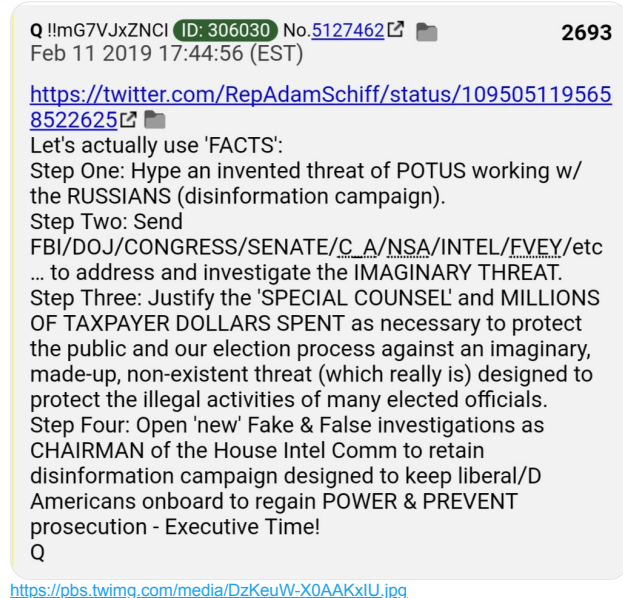 Q !!mG7VJxZNCI ID: 306030 No.5127462 2693
Feb 11 2019 17:44:56 (EST)
https://twitter.com/RepAdamSchiff/status/109505119565
8522625
Let's actually use 'FACTS':
Step One: Hype an invented threat of POTUS working w/
the RUSSIANS (disinformation campaign).
Step Two: Send
FBI/DOJ/CONGRESS/SENATE/C_A/NSA/INTEL/FVEY/etc
... to address and investigate the IMAGINARY THREAT.
Step Three: Justify the 'SPECIAL COUNSEL' and MILLIONS
OF TAXPAYER DOLLARS SPENT as necessary to protect
the public and our election process against an imaginary,
made-up, non-existent threat (which really is) designed to
protect the illegal activities of many elected officials.
Step Four: Open 'new' Fake & False investigations as
CHAIRMAN of the House Intel Comm to retain
disinformation campaign designed to keep liberal/D
Americans onboard to regain POWER & PREVENT
prosecution - Executive Time!
Q
https://pbs.twimg.com/media/DzKeuW-X0AAKxIU.jpg